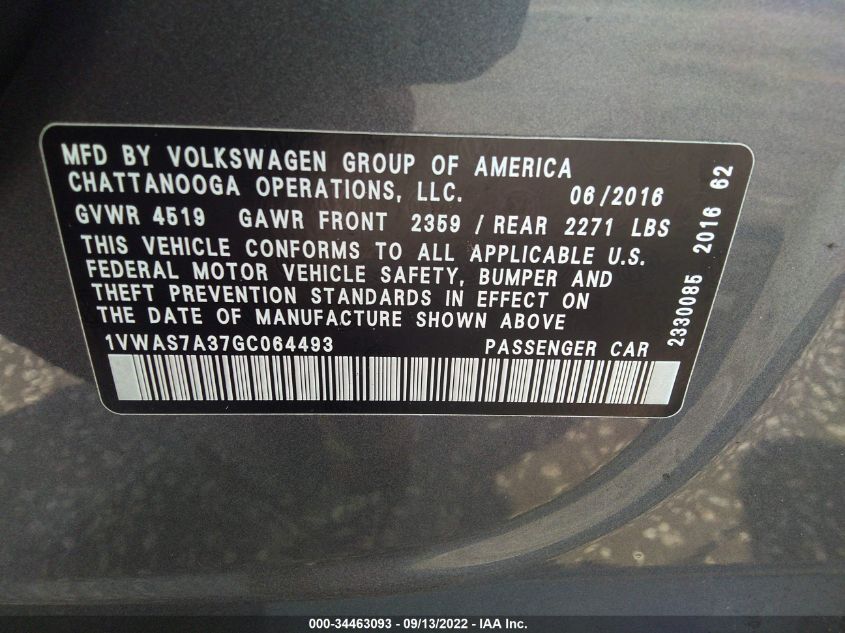 MFD BY VOLKSWAGEN GROUP OF AMERICA
CHATTANOOGA OPERATIONS, LLC. 06/2016
GVWR 4519 GAWR FRONT 2359 / REAR 2271 LBS
THIS VEHICLE CONFORMS TO ALL APPLICABLE U.S.
FEDERAL MOTOR VEHICLE SAFETY, BUMPER AND
THEFT PREVENTION STANDARDS IN EFFECT ON
THE DATE OF MANUFACTURE SHOWN ABOVE
1VWAS7A37GC064493 PASSENGER CAR
2330085 2016 62
000-34463093 - 09/13/2022 - IAA Inc.